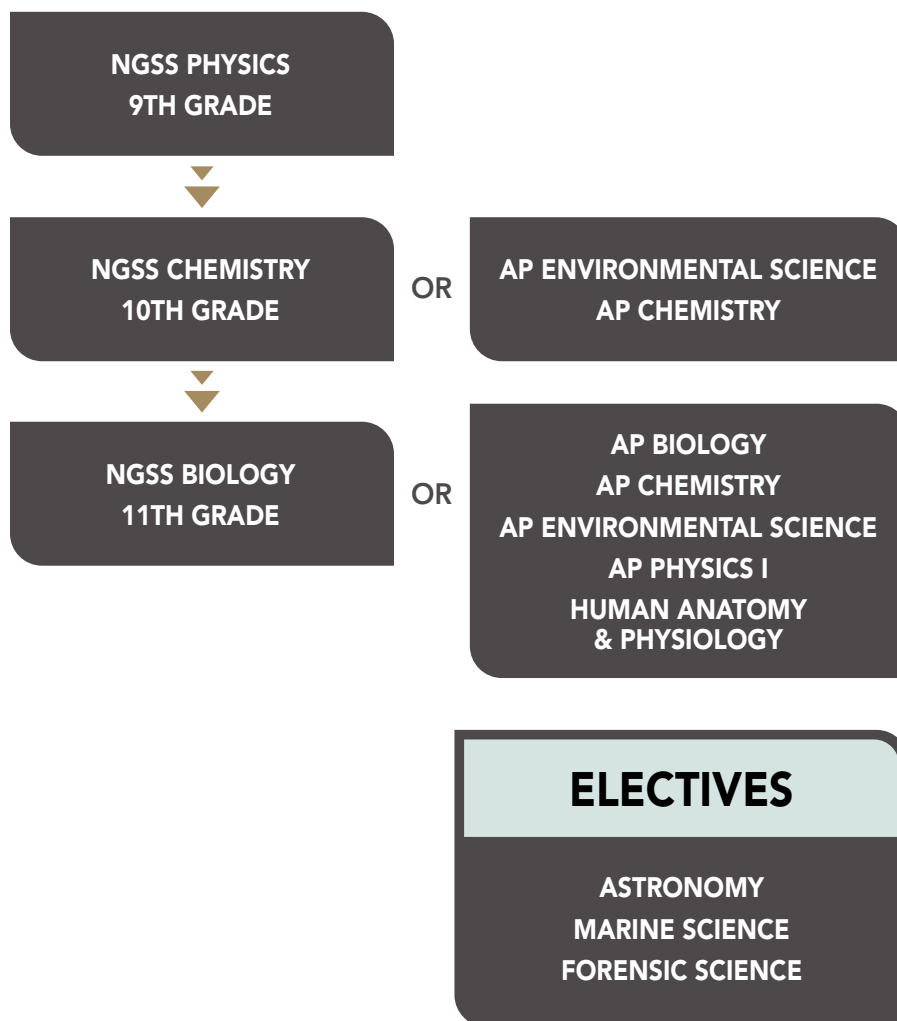 NGSS PHYSICS
9TH GRADE
NGSS CHEMISTRY
10TH GRADE
OR
AP ENVIRONMENTAL SCIENCE
AP CHEMISTRY
NGSS BIOLOGY
11TH GRADE
OR
AP BIOLOGY
AP CHEMISTRY
AP ENVIRONMENTAL SCIENCE
AP PHYSICS I
HUMAN ANATOMY
& PHYSIOLOGY
ELECTIVES
ASTRONOMY
MARINE SCIENCE
FORENSIC SCIENCE